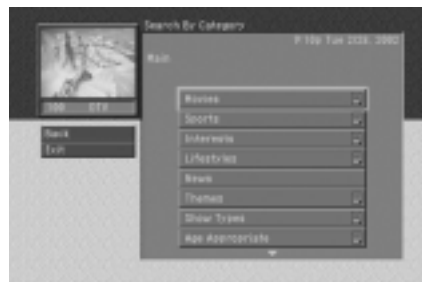 Search By Category
Main
Movies
Sports
Interests
Lifestyles
News
Themes
Show Types
Age Appropriate
Back
Exit